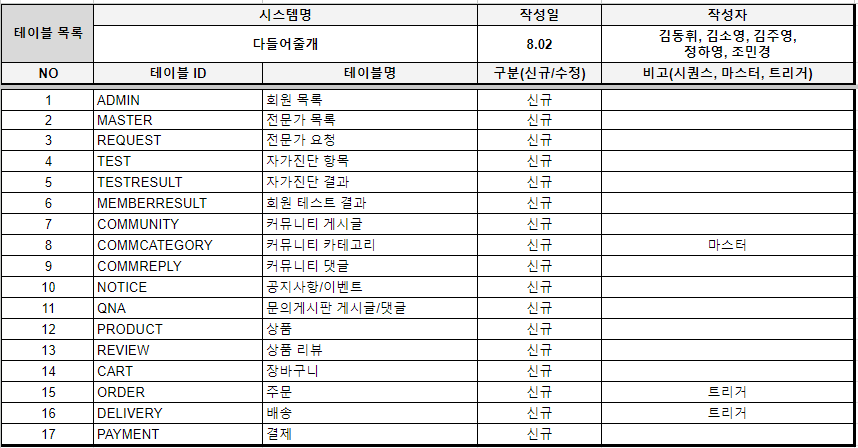 테이블 목록 시스템명 작성일 작성자
다들어줄개 8.02 김동휘, 김소영, 김주영,
정하영, 조민경
NO 테이블 ID 테이블명 구분(신규/수정) 비고(시퀀스, 마스터, 트리거)
1 ADMIN 회원 목록 신규
2 MASTER 전문가 목록 신규
3 REQUEST 전문가 요청 신규
4 TEST 자가진단 항목 신규
5 TESTRESULT 자가진단 결과 신규
6 MEMBERRESULT 회원 테스트 결과 신규
7 COMMUNITY 커뮤니티 게시글 신규
8 COMMCATEGORY 커뮤니티 카테고리 신규 마스터
9 COMMREPLY 커뮤니티 댓글 신규
10 NOTICE 공지사항/이벤트 신규
11 QNA 문의게시판 게시글/댓글 신규
12 PRODUCT 상품 신규
13 REVIEW 상품 리뷰 신규
14 CART 장바구니 신규
15 ORDER 주문 신규 트리거
16 DELIVERY 배송 신규 트리거
17 PAYMENT 결제 신규